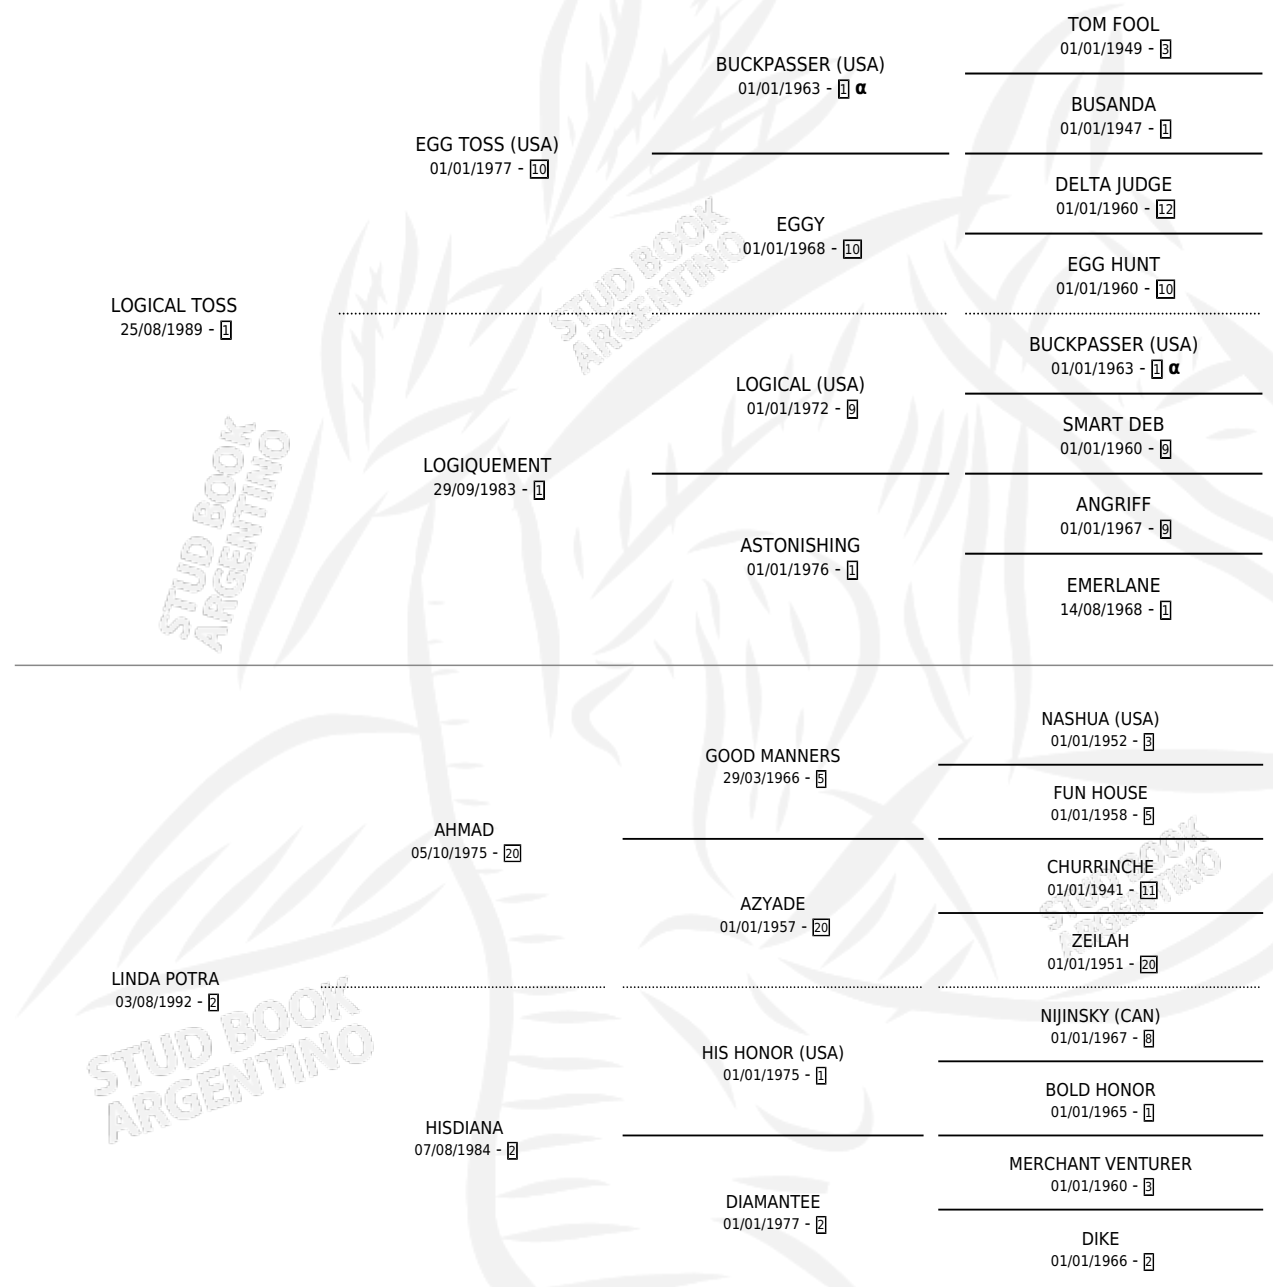 TOM FOOL
01/01/1949 - 3
BUCKPASSER (USA)
01/01/1963 - 1 α
BUSANDA
01/01/1947 - 1
EGG TOSS (USA)
01/01/1977 - 10
DELTA JUDGE
01/01/1960 - 12
EGGY
01/01/1968 - 10
EGG HUNT
01/01/1960 - 10
STUD BOOK
ARGENTINO
LOGICAL TOSS
25/08/1989 - 1
BUCKPASSER (USA)
01/01/1963 - 1 α
LOGICAL (USA)
01/01/1972 - 9
SMART DEB
01/01/1960 - 9
LOGIQUEMENT
29/09/1983 - 1
ANGRIFF
01/01/1967 - 9
ASTONISHING
01/01/1976 - 1
EMERLANE
14/08/1968 - 1
STUD BOOK
ARGENTINO
NASHUA (USA)
01/01/1952 - 3
GOOD MANNERS
29/03/1966 - 5
FUN HOUSE
01/01/1958 - 5
AHMAD
05/10/1975 - 20
CHURRINCHE
01/01/1941 - 11
AZYADE
01/01/1957 - 20
ZEILAH
01/01/1951 - 20
STUD BOOK
ARGENTINO
LINDA POTRA
03/08/1992 - 2
NIJINSKY (CAN)
01/01/1967 - 8
HIS HONOR (USA)
01/01/1975 - 1
BOLD HONOR
01/01/1965 - 1
STUD BOOK
ARGENTINO
HISDIANA
07/08/1984 - 2
MERCHANT VENTURER
01/01/1960 - 3
DIAMANTEE
01/01/1977 - 2
DIKE
01/01/1966 - 2